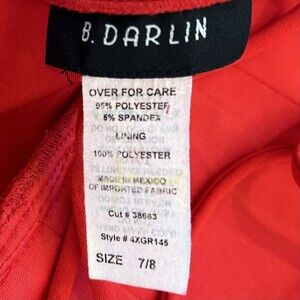 B. DARLIN
OVER FOR CARE
95% POLYESTER
5% SPANDEX
LINING
100% POLYESTER
MADE IN MEXICO
OF IMPORTED FABRIC
Cut # 38663
Style # 4XGR145
SIZE 7/8